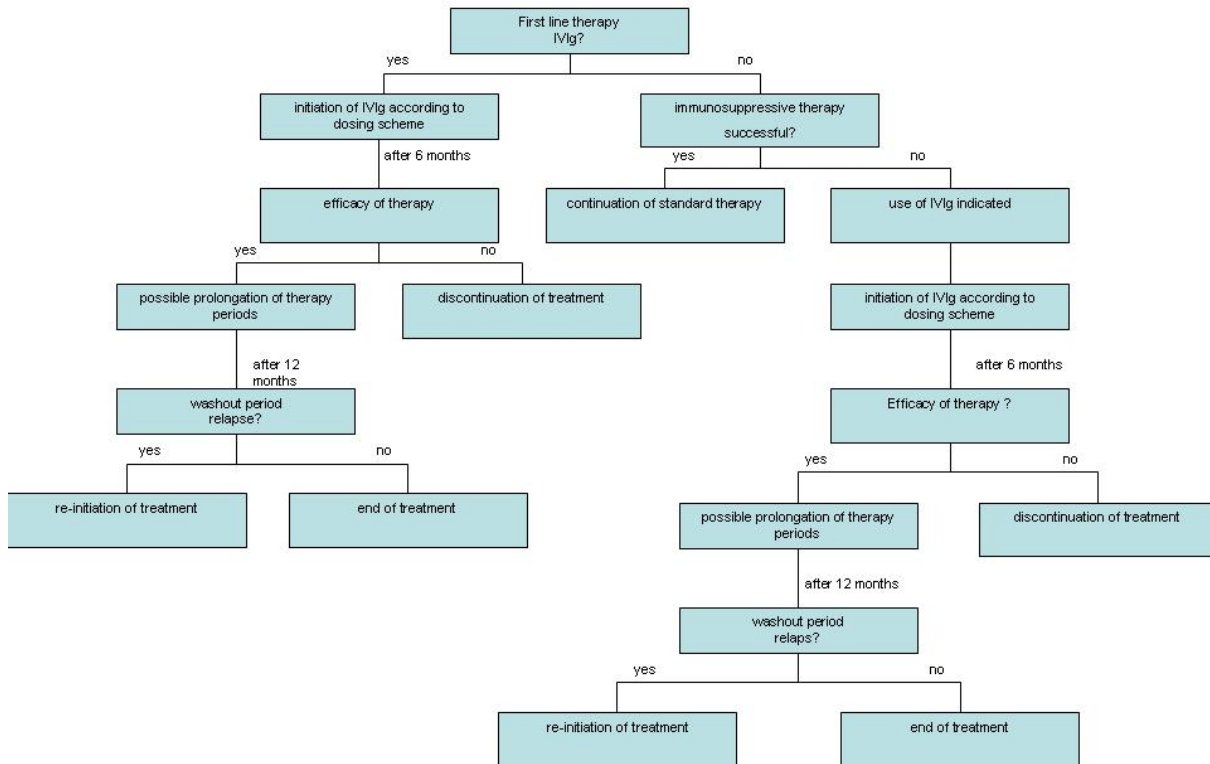 First line therapy
IVIg?
yes
no
initiation of IVIg according to
dosing scheme
immunosuppressive therapy
successful?
after 6 months
yes
no
efficacy of therapy
continuation of standard therapy
use of IVIg indicated
yes
no
possible prolongation of therapy
periods
discontinuation of treatment
initiation of IVIg according to
dosing scheme
after 12
months
after 6 months
washout period
relapse?
Efficacy of therapy ?
yes
no
yes
no
re-initiation of treatment
end of treatment
possible prolongation of therapy
periods
discontinuation of treatment
after 12 months
washout period
relaps?
yes
no
re-initiation of treatment
end of treatment